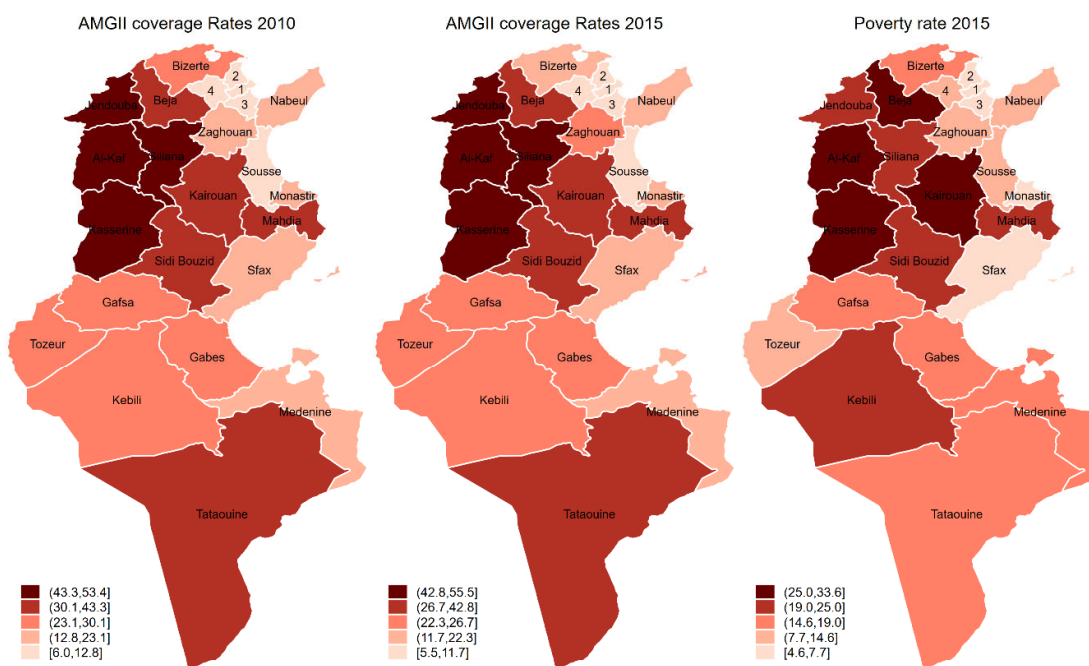 AMGII coverage Rates 2010
Bizerte
2
1
4
3
Jendouba
Beja
Nabeul
Zaghouan
Al-Kaf
Siliana
Sousse
Kairouan
Monastir
Kasserine
Mahdia
Sidi Bouzid
Sfax
Gafsa
Tozeur
Gabes
Kebili
Medenine
Tataouine
(43.3,53.4]
(30.1,43.3]
(23.1,30.1]
(12.8,23.1]
[6.0,12.8]
AMGII coverage Rates 2015
Bizerte
2
1
4
3
Jendouba
Beja
Nabeul
Zaghouan
Al-Kaf
Siliana
Sousse
Kairouan
Monastir
Kasserine
Mahdia
Sidi Bouzid
Sfax
Gafsa
Tozeur
Gabes
Kebili
Medenine
Tataouine
(42.8,55.5]
(26.7,42.8]
(22.3,26.7]
(11.7,22.3]
[5.5,11.7]
Poverty rate 2015
Bizerte
2
1
4
3
Jendouba
Beja
Nabeul
Zaghouan
Al-Kaf
Siliana
Sousse
Kairouan
Monastir
Kasserine
Mahdia
Sidi Bouzid
Sfax
Gafsa
Tozeur
Gabes
Kebili
Medenine
Tataouine
(25.0,33.6]
(19.0,25.0]
(14.6,19.0]
(7.7,14.6]
[4.6,7.7]